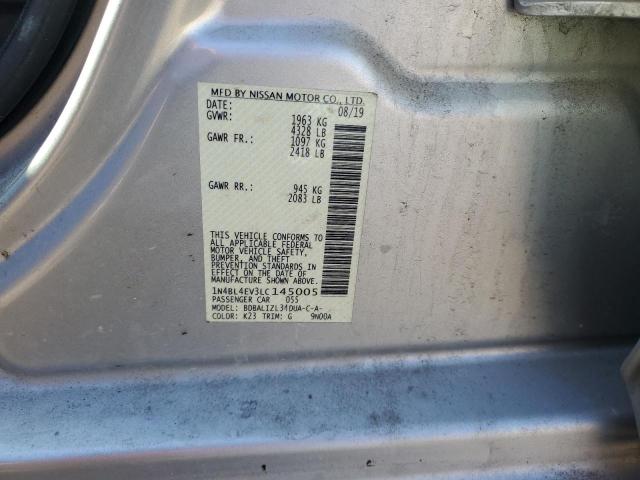 MFD BY NISSAN MOTOR CO., LTD.
DATE: 08/19
GVWR: 1963 KG
4328 LB
GAWR FR.: 1097 KG
2418 LB
GAWR RR.: 945 KG
2083 LB
THIS VEHICLE CONFORMS TO
ALL APPLICABLE FEDERAL
MOTOR VEHICLE SAFETY,
BUMPER, AND THEFT
PREVENTION STANDARDS IN
EFFECT ON THE DATE OF
MANUFACTURE SHOWN ABOVE.
1N4BL4EV3LC145005
PASSENGER CAR 055
MODEL: BDBALIZL34DUA-C-A-
COLOR: K23 TRIM: G 9N00A